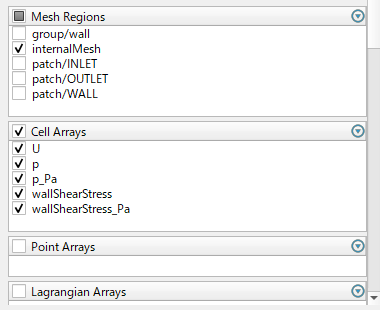 Mesh Regions
group/wall
internalMesh
patch/INLET
patch/OUTLET
patch/WALL
Cell Arrays
U
p
p_Pa
wallShearStress
wallShearStress_Pa
Point Arrays
Lagrangian Arrays